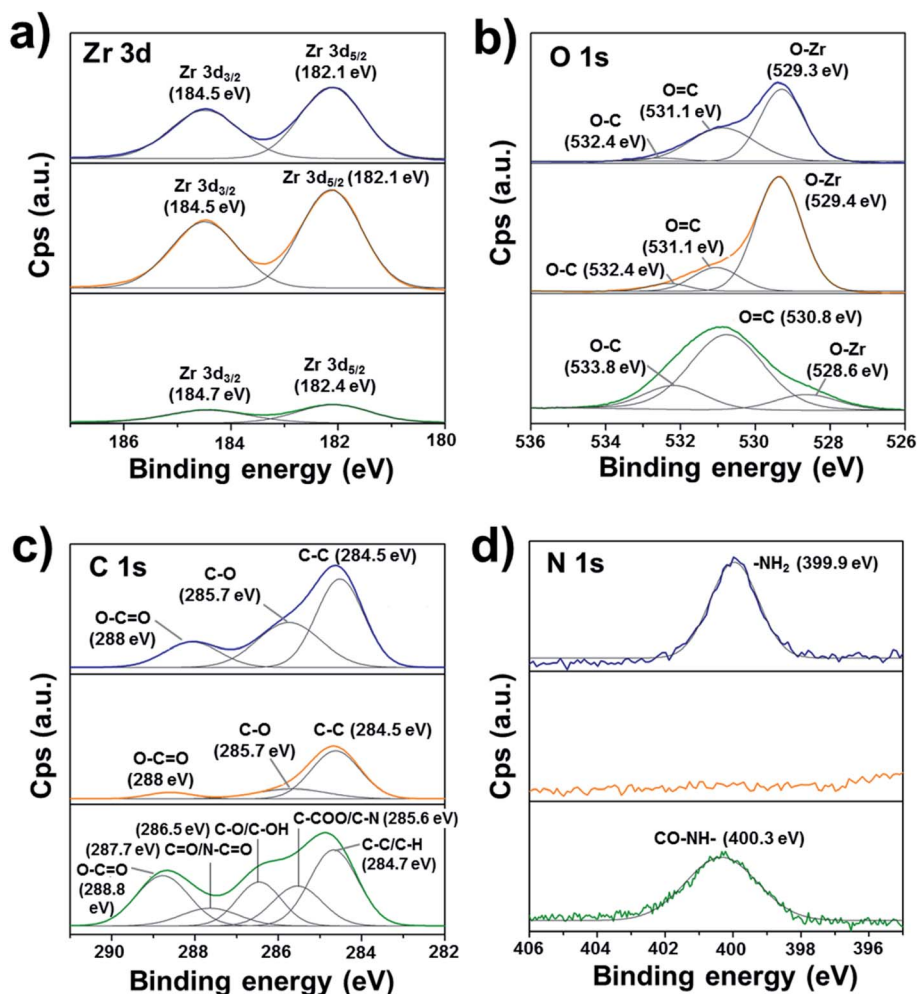 a)
Zr 3d
Zr 3d3/2
(184.5 eV)
Zr 3d5/2
(182.1 eV)
Zr 3d3/2
(184.5 eV)
Zr 3d5/2 (182.1 eV)
Zr 3d3/2
(184.7 eV)
Zr 3d5/2
(182.4 eV)
Cps (a.u.)
186 184 182 180
Binding energy (eV)
b)
O 1s
O-Zr
(529.3 eV)
O=C
(531.1 eV)
O-C
(532.4 eV)
O-Zr
(529.4 eV)
O=C
(531.1 eV)
O-C (532.4 eV)
O=C (530.8 eV)
O-C
(533.8 eV)
O-Zr
(528.6 eV)
Cps (a.u.)
536 534 532 530 528 526
Binding energy (eV)
c)
C 1s
C-C (284.5 eV)
C-O
(285.7 eV)
O-C=O
(288 eV)
C-O
(285.7 eV)
C-C (284.5 eV)
O-C=O
(288 eV)
C-COO/C-N (285.6 eV)
(286.5 eV) C-O/C-OH
(287.7 eV) C=O/N-C=O
C-C/C-H
(284.7 eV)
O-C=O
(288.8
eV)
Cps (a.u.)
290 288 286 284 282
Binding energy (eV)
d)
N 1s
-NH2 (399.9 eV)
CO-NH- (400.3 eV)
Cps (a.u.)
406 404 402 400 398 396
Binding energy (eV)